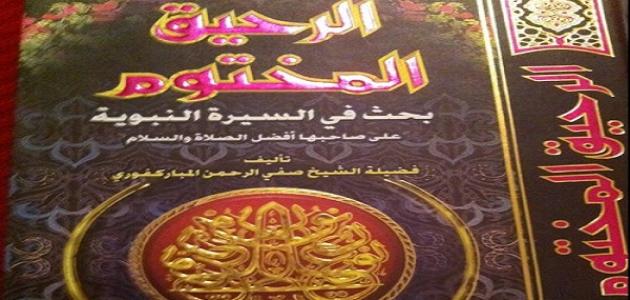 الرحيق
المختوم
بحث في السيرة النبوية
على صاحبها أفضل الصلاة والسلام
تأليف
فضيلة الشيخ صفي الرحمن المباركفوري
الرحيق المختوم